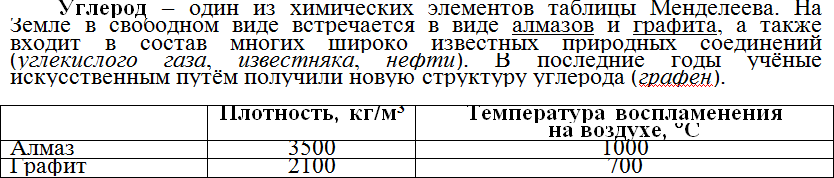 Углерод – один из химических элементов таблицы Менделеева. На
Земле в свободном виде встречается в виде алмазов и графита, а также
входит в состав многих широко известных природных соединений
(углекислого газа, известняка, нефти). В последние годы учёные
искусственным путём получили новую структуру углерода (графен).
Плотность, кг/м³ Температура воспламенения
на воздухе, °С
Алмаз 3500 1000
Графит 2100 700